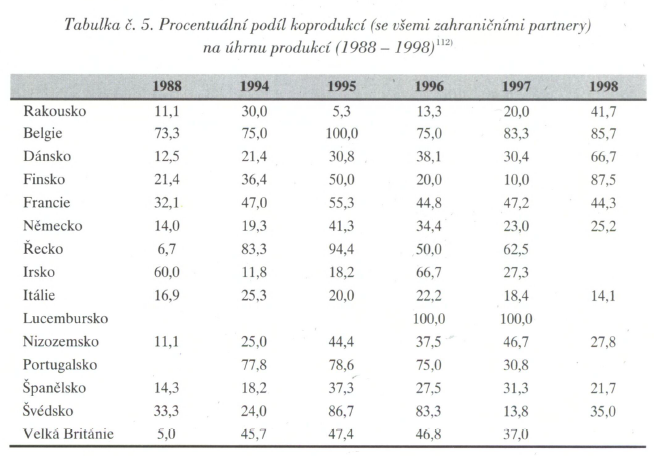 Tabulka č. 5. Procentuální podíl koprodukcí (se všemi zahraničními partnery)
na úhrnu produkcí (1988 – 1998)112)
1988 1994 1995 1996 1997 1998
Rakousko 11,1 30,0 5,3 13,3 20,0 41,7
Belgie 73,3 75,0 100,0 75,0 83,3 85,7
Dánsko 12,5 21,4 30,8 38,1 30,4 66,7
Finsko 21,4 36,4 50,0 20,0 10,0 87,5
Francie 32,1 47,0 55,3 44,8 47,2 44,3
Německo 14,0 19,3 41,3 34,4 23,0 25,2
Řecko 6,7 83,3 94,4 50,0 62,5
Irsko 60,0 11,8 18,2 66,7 27,3
Itálie 16,9 25,3 20,0 22,2 18,4 14,1
Lucembursko 100,0 100,0
Nizozemsko 11,1 25,0 44,4 37,5 46,7 27,8
Portugalsko 77,8 78,6 75,0 30,8
Španělsko 14,3 18,2 37,3 27,5 31,3 21,7
Švédsko 33,3 24,0 86,7 83,3 13,8 35,0
Velká Británie 5,0 45,7 47,4 46,8 37,0